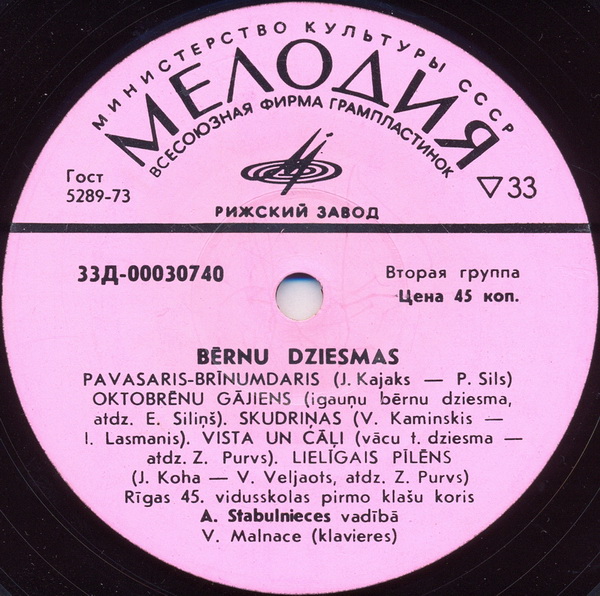 МИНИСТЕРСТВО КУЛЬТУРЫ СССР
МЕЛОДИЯ
ВСЕСОЮЗНАЯ ФИРМА ГРАМПЛАСТИНОК
Гост
5289-73
33
РИЖСКИЙ ЗАВОД
33Д-00030740
Вторая группа
Цена 45 коп.
BĒRNU DZIESMAS
PAVASARIS-BRĪNUMDARIS (J. Kajaks — P. Sils)
OKTOBRĒNU GĀJIENS (igauņu bērnu dziesma,
atdz. E. Siliņš). SKUDRIŅAS (V. Kaminskis —
I. Lasmanis). VISTA UN CĀĻI (vācu t. dziesma —
atdz. Z. Purvs). LIELĪGAIS PĪLĒNS
(J. Koha — V. Veljaots, atdz. Z. Purvs)
Rīgas 45. vidusskolas pirmo klašu koris
A. Stabulnieces vadībā
V. Malnace (klavieres)